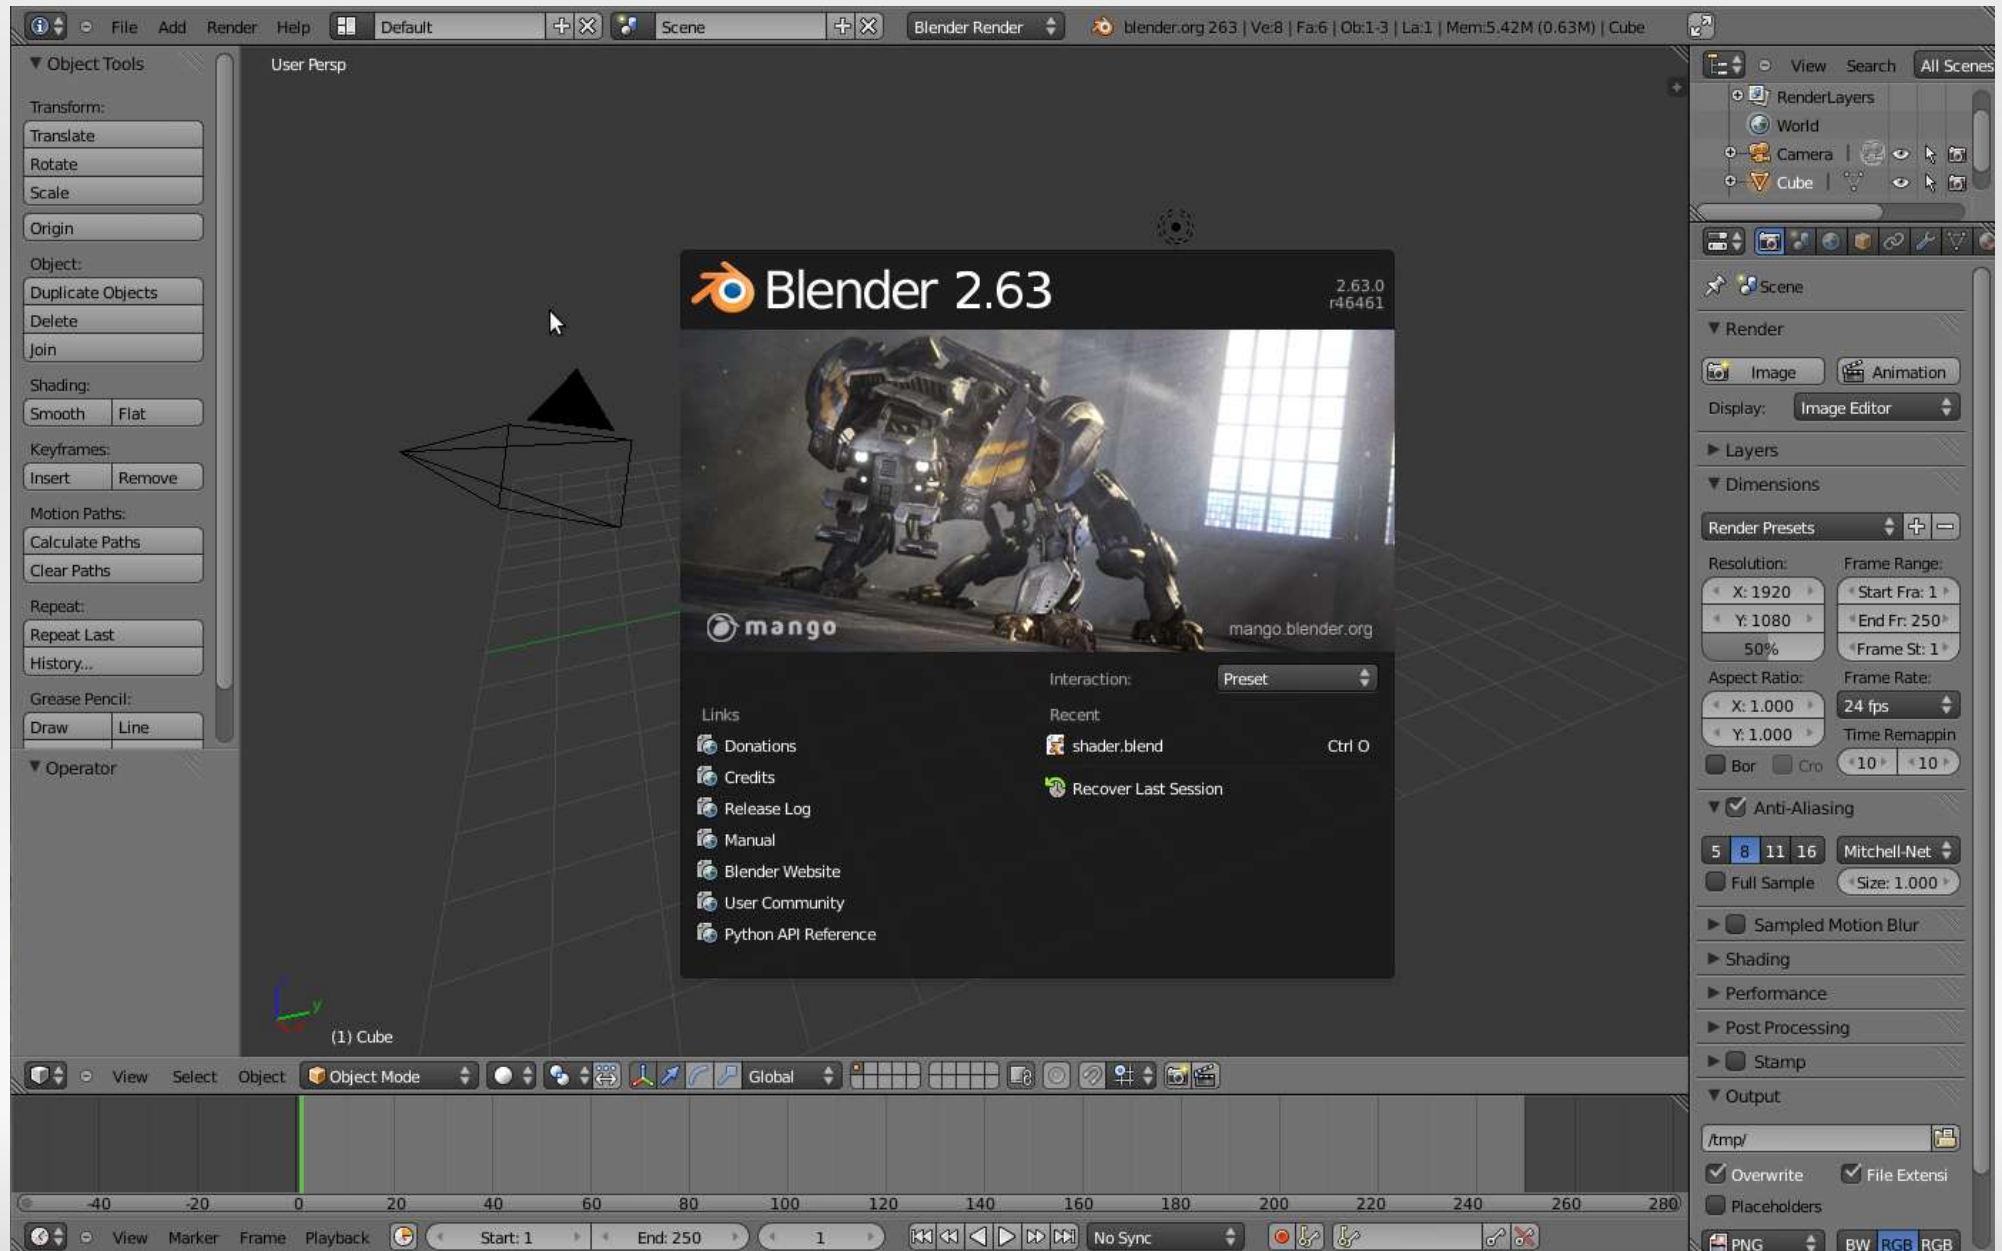 File Add Render Help Default Scene Blender Render blender.org 263 | Ve:8 | Fa:6 | Ob:1-3 | La:1 | Mem:5.42M (0.63M) | Cube
Object Tools
Transform:
Translate
Rotate
Scale
Origin
Object:
Duplicate Objects
Delete
Join
Shading:
Smooth Flat
Keyframes:
Insert Remove
Motion Paths:
Calculate Paths
Clear Paths
Repeat:
Repeat Last
History...
Grease Pencil:
Draw Line
Operator
User Persp
Blender 2.63
2.63.0
r46461
mango
mango.blender.org
Interaction: Preset
Links
Donations
Credits
Release Log
Manual
Blender Website
User Community
Python API Reference
Recent
shader.blend Ctrl O
Recover Last Session
y
(1) Cube
View Select Object Object Mode Global
-40 -20 0 20 40 60 80 100 120 140 160 180 200 220 240 260 280
View Marker Frame Playback Start: 1 End: 250 1 No Sync
View Search All Scenes
RenderLayers
World
Camera
Cube
Scene
Render
Image Animation
Display: Image Editor
Layers
Dimensions
Render Presets
Resolution: Frame Range:
X: 1920 Start Fra: 1
Y: 1080 End Fr: 250
50% Frame St: 1
Aspect Ratio: Frame Rate:
X: 1.000 24 fps
Y: 1.000 Time Remappin
Bor Cro 10 10
Anti-Aliasing
5 8 11 16 Mitchell-Net
Full Sample Size: 1.000
Sampled Motion Blur
Shading
Performance
Post Processing
Stamp
Output
/tmp/
Overwrite File Extensi
Placeholders
PNG BW RGB RGB